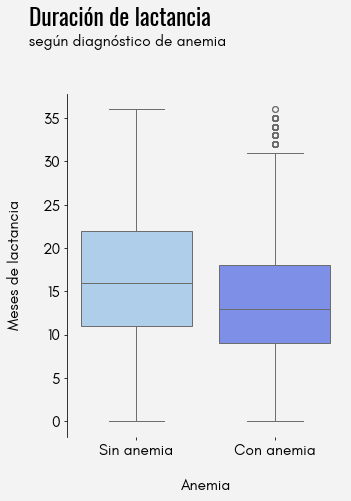 Duración de lactancia
según diagnóstico de anemia
35
30
25
20
15
10
5
0
Meses de lactancia
Sin anemia
Con anemia
Anemia